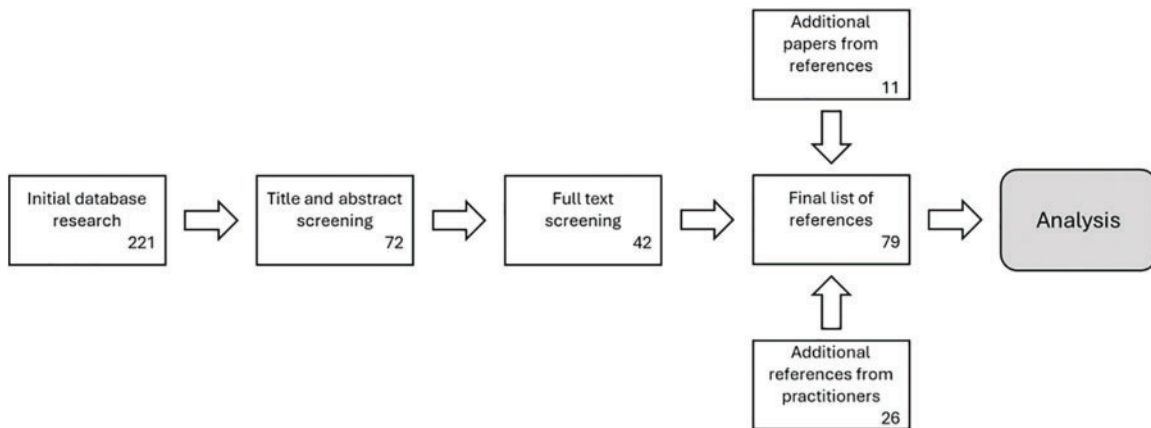 Additional
papers from
references
11
Initial database
research
221
Title and abstract
screening
72
Full text
screening
42
Final list of
references
79
Analysis
Additional
references from
practitioners
26